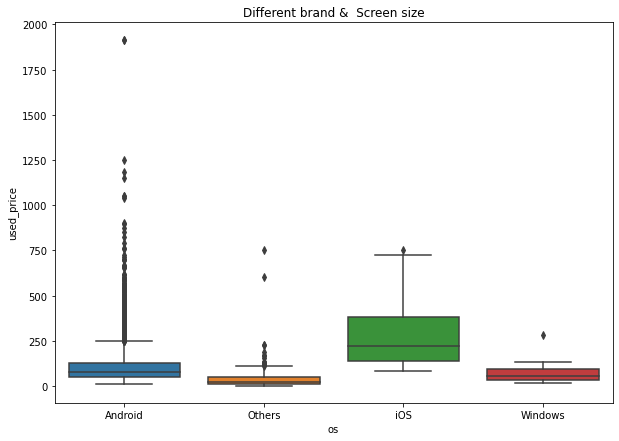 Different brand &  Screen size
2000
1750
1500
1250
1000
750
500
250
0
used_price
Android
Others
iOS
Windows
os